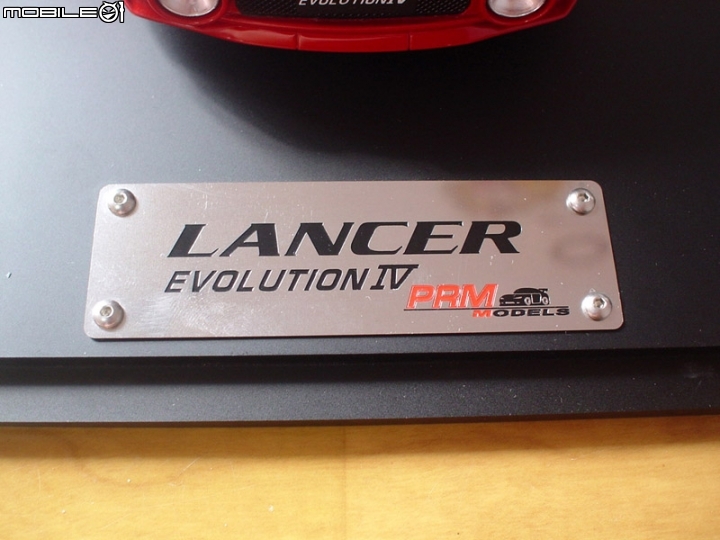 MOBILE01
EVOLUTION IV
LANCER
EVOLUTION IV
PRM
MODELS